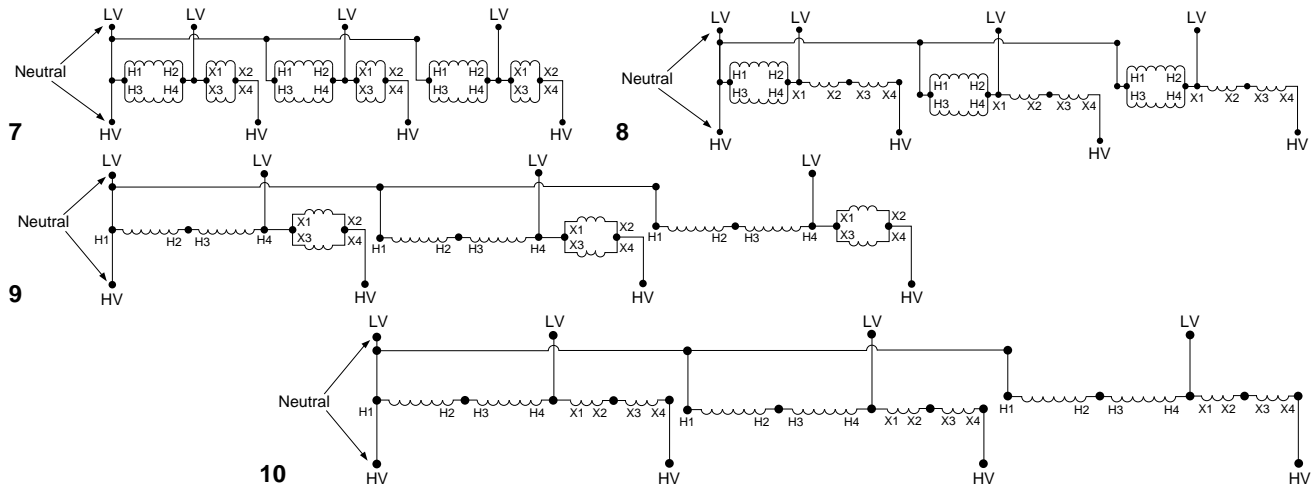 LV LV LV LV
Neutral
H1 H2 X1 X2 H1 H2 X1 X2 H1 H2 X1 X2
H3 H4 X3 X4 H3 H4 X3 X4 H3 H4 X3 X4
7
HV HV HV HV
LV LV LV LV
Neutral
H1 H2 H1 H2 H1 H2
H3 H4 X1 X2 X3 X4 H3 H4 X1 X2 X3 X4 H3 H4 X1 X2 X3 X4
8
HV HV HV HV
LV LV LV LV
Neutral
X1 X2 X1 X2 X1 X2
H1 H2 H3 H4 X3 X4 H1 H2 H3 H4 X3 X4 H1 H2 H3 H4 X3 X4
9
HV HV HV HV
LV LV LV LV
Neutral
H1 H2 H3 H4 X1 X2 X3 X4 H1 H2 H3 H4 X1 X2 X3 X4 H1 H2 H3 H4 X1 X2 X3 X4
10
HV HV HV HV